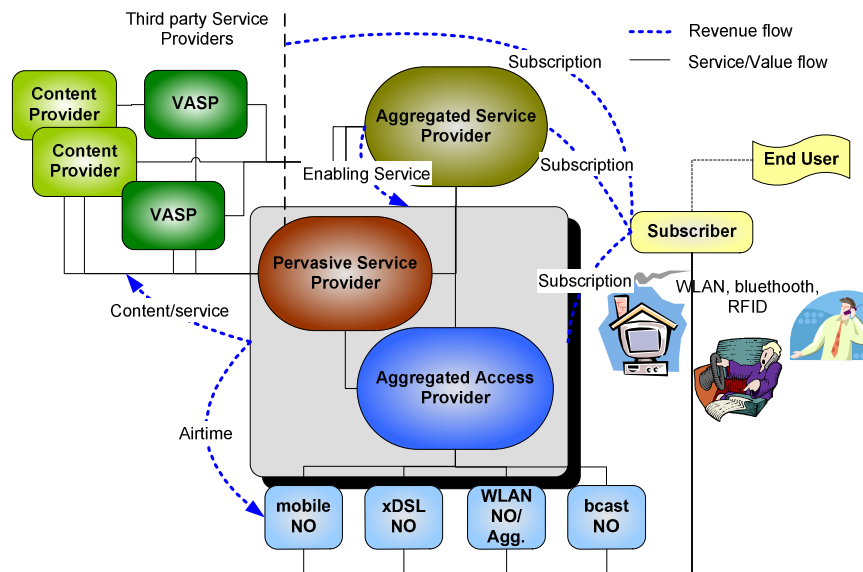 Third party Service
Providers
Revenue flow
Service/Value flow
Subscription
Content
Provider
VASP
Aggregated Service
Provider
Content
Provider
Enabling Service
Subscription
End User
VASP
Subscriber
Pervasive Service
Provider
Subscription
WLAN, bluethooth,
RFID
Content/service
Aggregated Access
Provider
Airtime
mobile
NO
xDSL
NO
WLAN
NO/
Agg.
bcast
NO